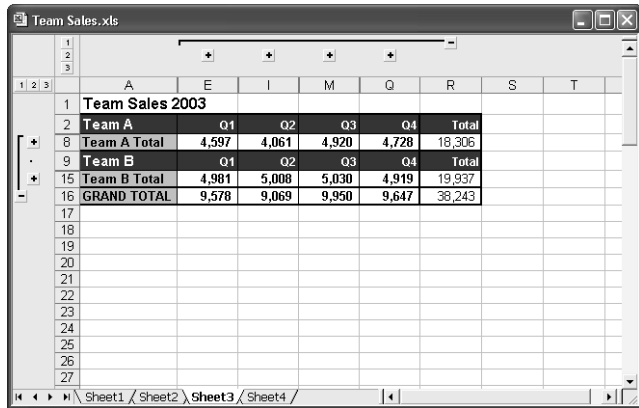 Team Sales.xls
1
2
3
1 2 3
A E I M Q R S T
1 Team Sales 2003
2 Team A Q1 Q2 Q3 Q4 Total
8 Team A Total 4,597 4,061 4,920 4,728 18,306
9 Team B Q1 Q2 Q3 Q4 Total
15 Team B Total 4,981 5,008 5,030 4,919 19,937
16 GRAND TOTAL 9,578 9,069 9,950 9,647 38,243
17
18
19
20
21
22
23
24
25
26
27
Sheet1 / Sheet2 \ Sheet3 / Sheet4 /